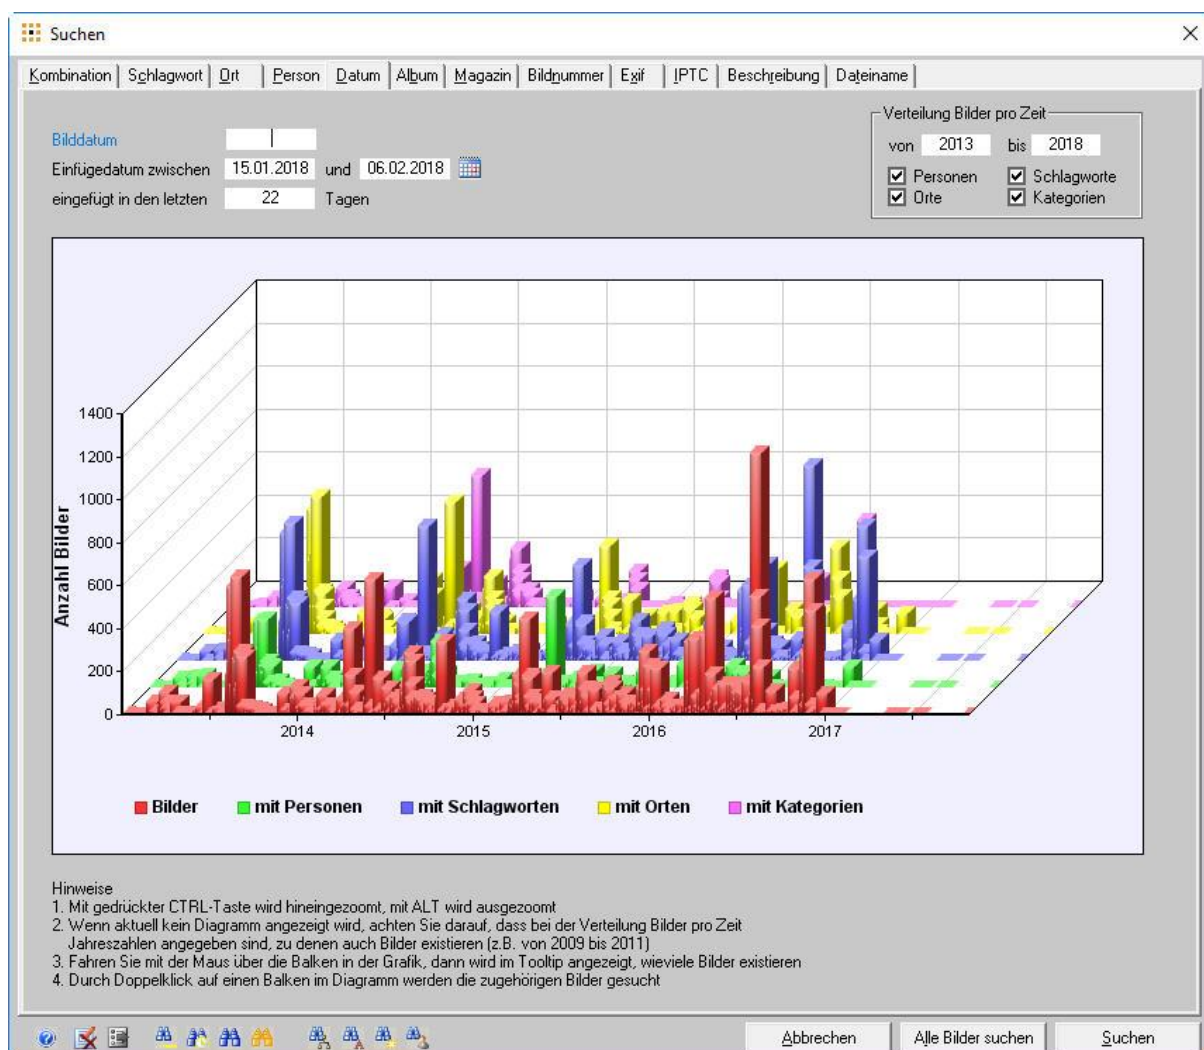 Suchen
Kombination Schlagwort Ort Person Datum Album Magazin Bildnummer Exif IPTC Beschreibung Dateiname
Bilddatum
Einfügedatum zwischen 15.01.2018 und 06.02.2018
eingefügt in den letzten 22 Tagen
Verteilung Bilder pro Zeit
von 2013 bis 2018
Personen Schlagworte
Orte Kategorien
Anzahl Bilder
1400
1200
1000
800
600
400
200
0
2014 2015 2016 2017
Bilder mit Personen mit Schlagworten mit Orten mit Kategorien
Hinweise
1. Mit gedrückter CTRL-Taste wird hineingezoomt, mit ALT wird ausgezoomt
2. Wenn aktuell kein Diagramm angezeigt wird, achten Sie darauf, dass bei der Verteilung Bilder pro Zeit
Jahreszahlen angegeben sind, zu denen auch Bilder existieren (z.B. von 2009 bis 2011)
3. Fahren Sie mit der Maus über die Balken in der Grafik, dann wird im Tooltip angezeigt, wieviele Bilder existieren
4. Durch Doppelklick auf einen Balken im Diagramm werden die zugehörigen Bilder gesucht
Abbrechen Alle Bilder suchen Suchen